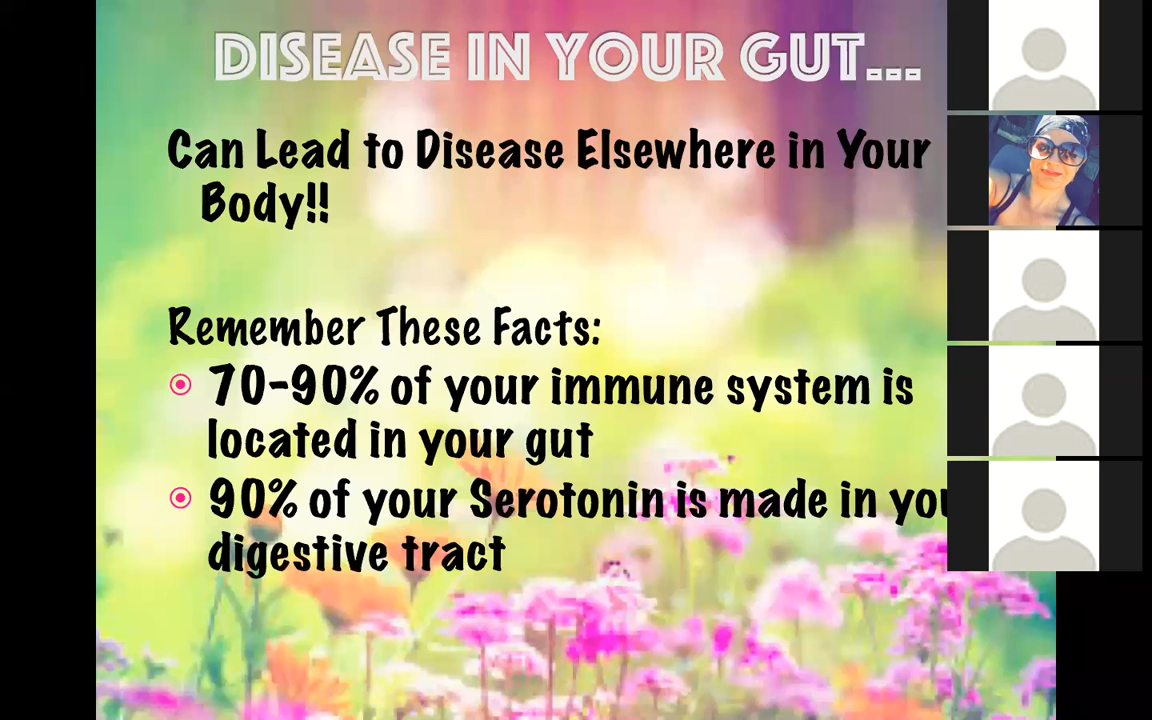 DISEASE IN YOUR GUT...
Can Lead to Disease Elsewhere in Your
Body!!
Remember These Facts:
70-90% of your immune system is
located in your gut
90% of your Serotonin is made in
digestive tract